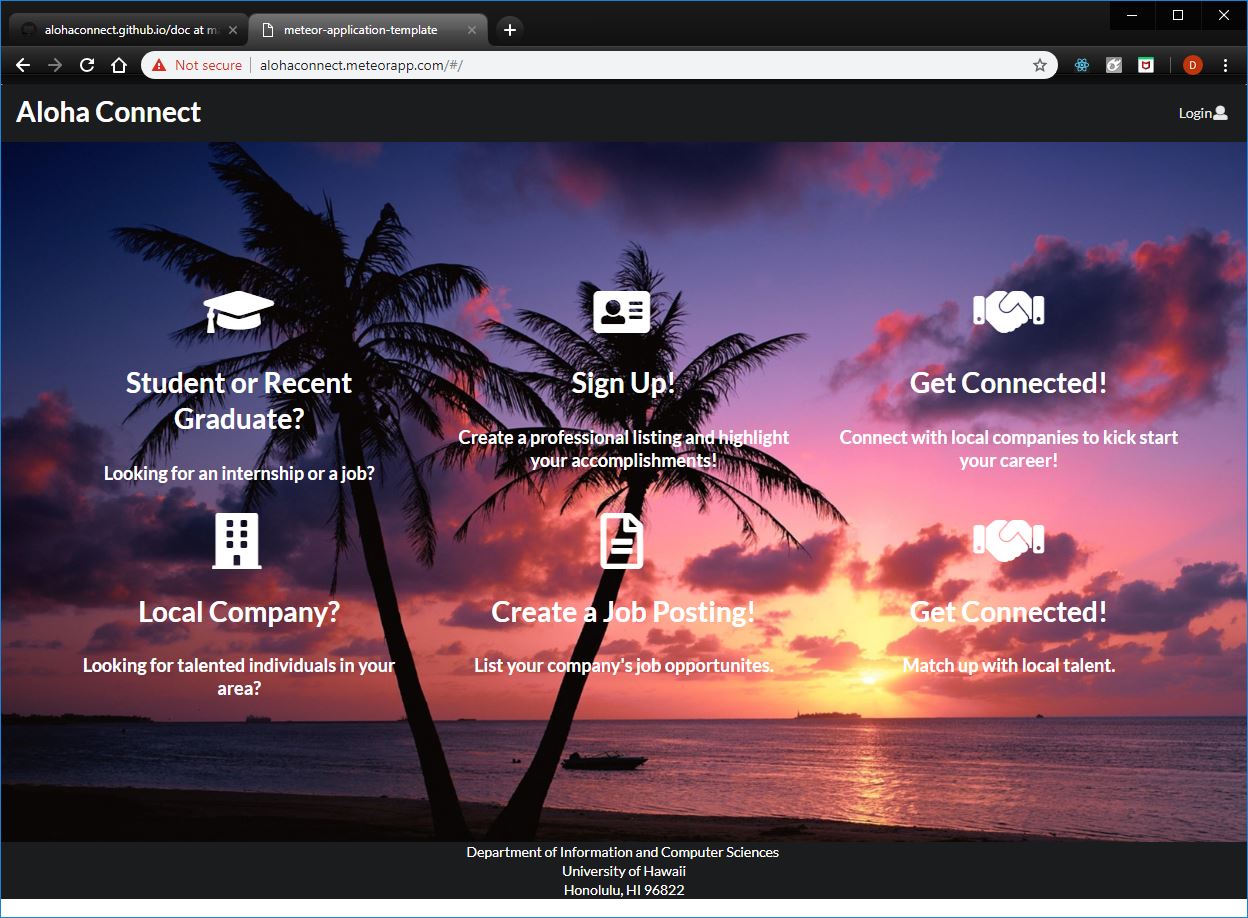 alohaconnect.github.io/doc at m
meteor-application-template
Not secure
alohaconnect.meteorapp.com/#/
D
Aloha Connect
Login
Student or Recent
Graduate?
Looking for an internship or a job?
Sign Up!
Create a professional listing and highlight
your accomplishments!
Get Connected!
Connect with local companies to kick start
your career!
Local Company?
Looking for talented individuals in your
area?
Create a Job Posting!
List your company's job opportunites.
Get Connected!
Match up with local talent.
Department of Information and Computer Sciences
University of Hawaii
Honolulu, HI 96822